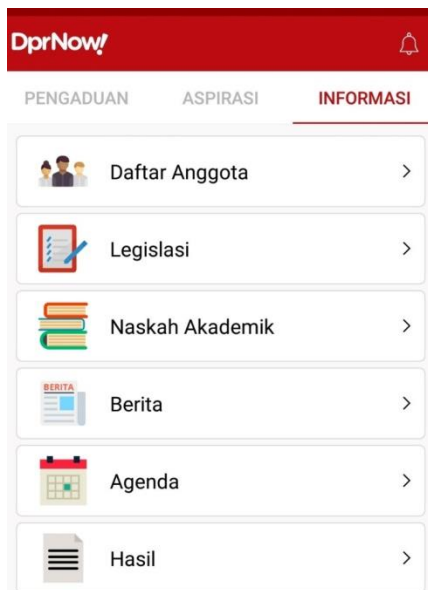 DprNow!
PENGADUAN ASPIRASI INFORMASI
Daftar Anggota
Legislasi
Naskah Akademik
BERITA
Berita
Agenda
Hasil